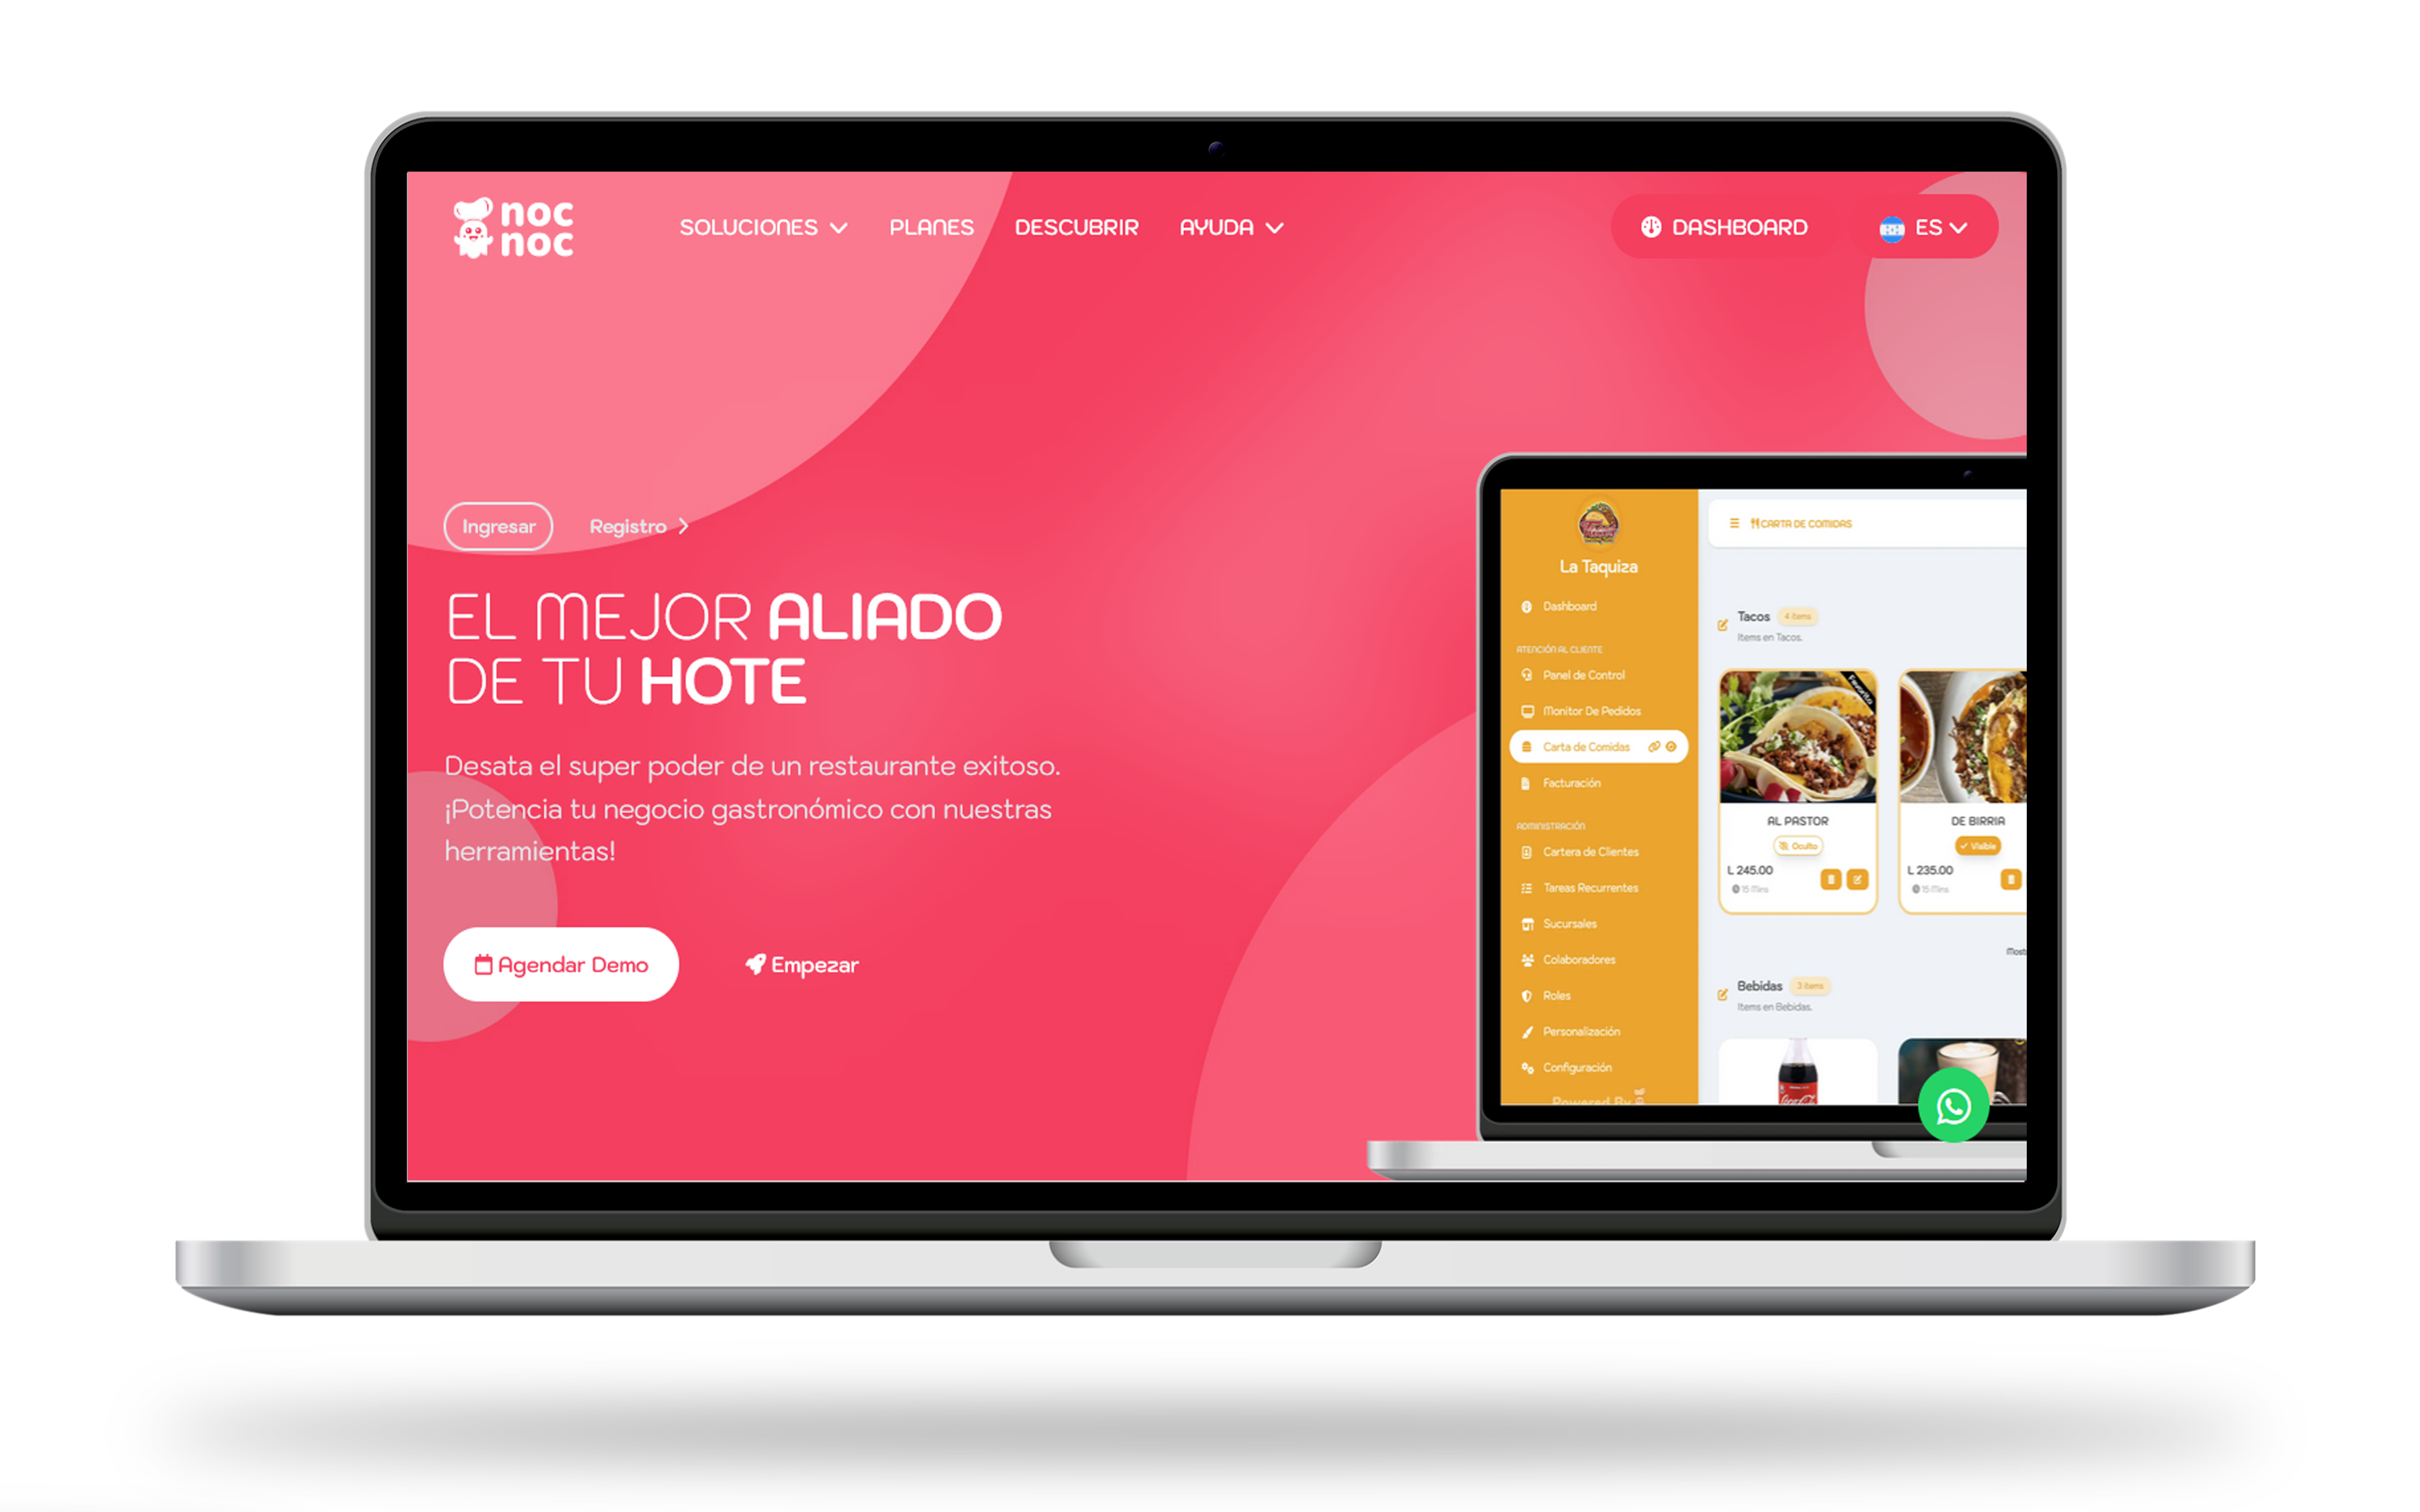 noc
noc
SOLUCIONES
PLANES
DESCUBRIR
AYUDA
DASHBOARD
ES
Ingresar
Registro
EL MEJOR ALIADO
DE TU HOTE
Desata el super poder de un restaurante exitoso.
¡Potencia tu negocio gastronómico con nuestras
herramientas!
Agendar Demo
Empezar
La Taquiza
Dashboard
ATENCIÓN AL CLIENTE
Panel de Control
Monitor De Pedidos
Carta de Comidas
Facturación
ADMINISTRACIÓN
Cartera de Clientes
Tareas Recurrentes
Sucursales
Colaboradores
Roles
Personalización
Configuración
Powered By
CARTA DE COMIDAS
Tacos
4 items
Items en Tacos.
Favorito
AL PASTOR
Oculto
L 245.00
15 Mins
DE BIRRIA
Visible
L 235.00
15 Mins
Bebidas
3 items
Items en Bebidas.